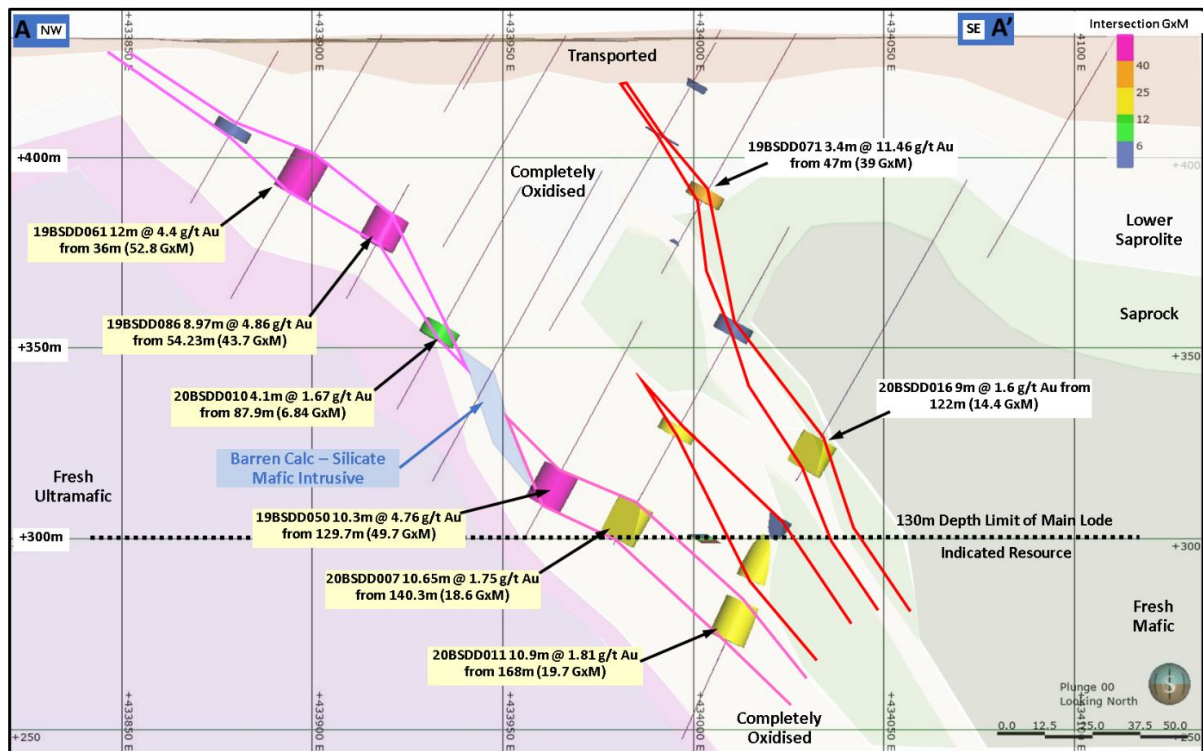 A NW
SE A'
Intersection GxM
40
25
12
6
+433850 E
+433900 E
+433950 E
+434000 E
+434050 E
+434100 E
Transported
+400m
+400
Completely
Oxidised
19BSDD071 3.4m @ 11.46 g/t Au
from 47m (39 GxM)
Lower
Saprolite
19BSDD061 12m @ 4.4 g/t Au
from 36m (52.8 GxM)
Saprock
19BSDD086 8.97m @ 4.86 g/t Au
from 54.23m (43.7 GxM)
+350m
+350
20BSDD010 4.1m @ 1.67 g/t Au
from 87.9m (6.84 GxM)
20BSDD016 9m @ 1.6 g/t Au from
122m (14.4 GxM)
Barren Calc – Silicate
Mafic Intrusive
Fresh
Ultramafic
19BSDD050 10.3m @ 4.76 g/t Au
from 129.7m (49.7 GxM)
130m Depth Limit of Main Lode
+300m
+300
Indicated Resource
20BSDD007 10.65m @ 1.75 g/t Au
from 140.3m (18.6 GxM)
Fresh
Mafic
20BSDD011 10.9m @ 1.81 g/t Au
from 168m (19.7 GxM)
Plunge 00
Looking North
S
Completely
Oxidised
0.0 12.5 25.0 37.5 50.0
+250
+250
+433850 E
+433900 E
+433950 E
+434000 E
+434050 E
+434100 E